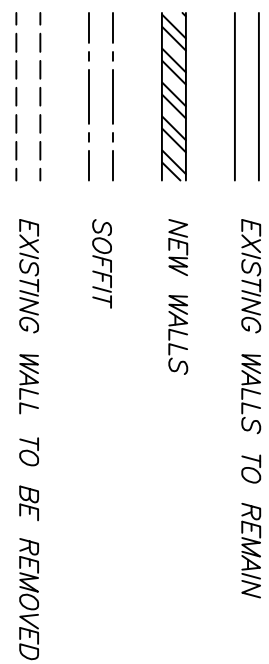 EXISTING WALLS TO REMAIN
NEW WALLS
SOFFIT
EXISTING WALL TO BE REMOVED